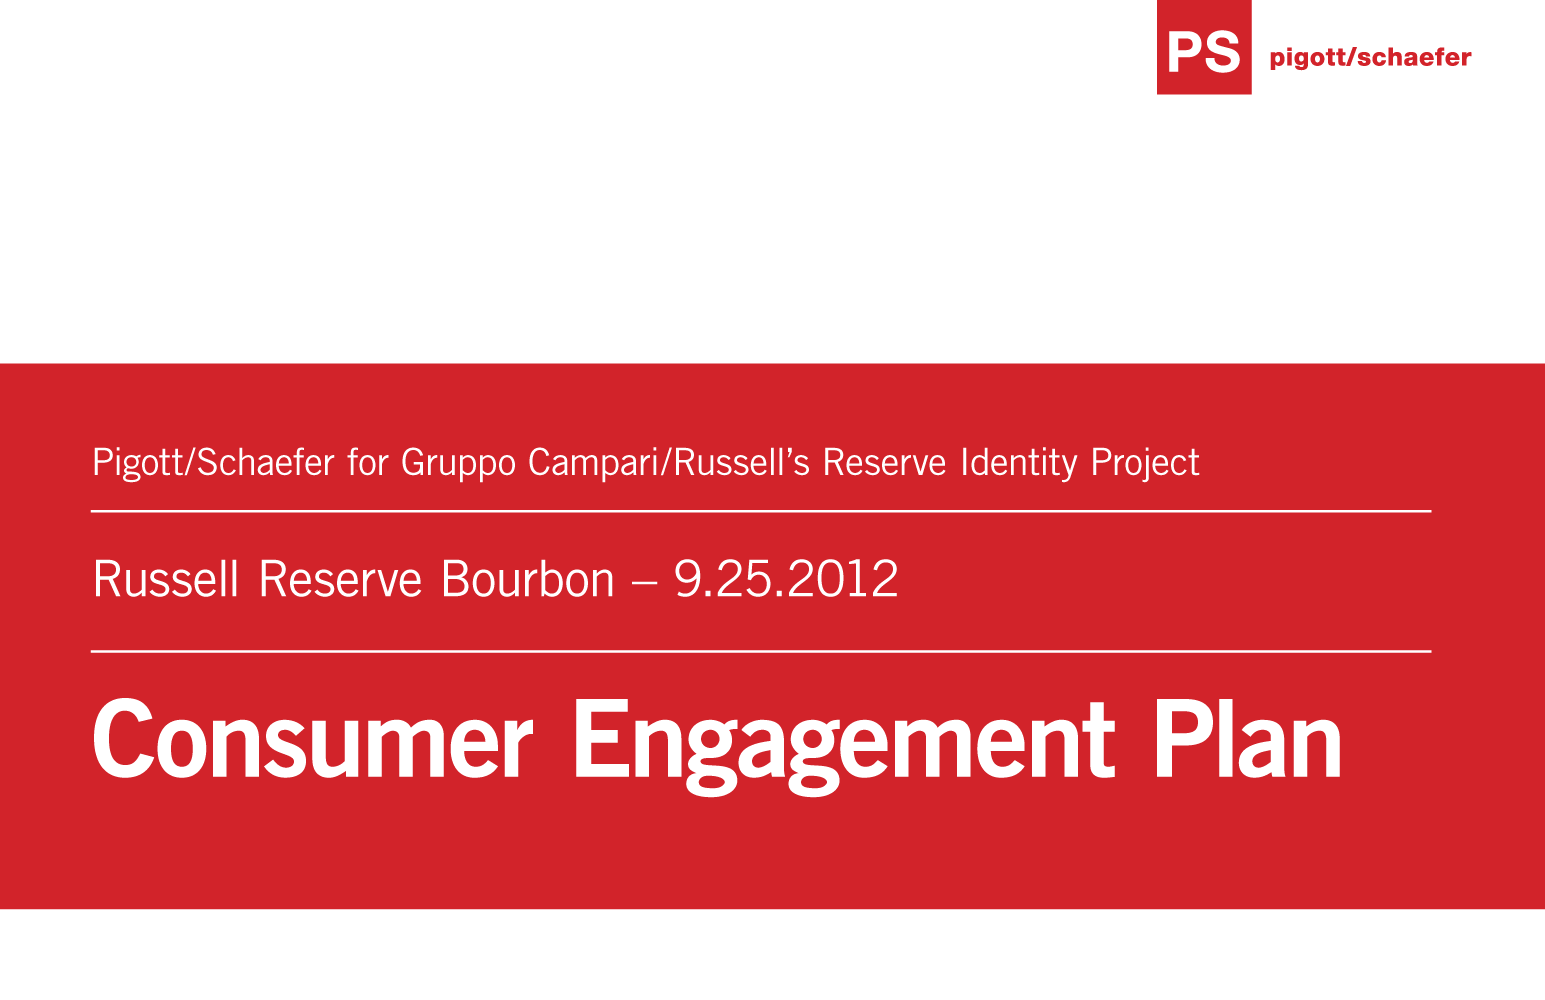 PS
pigott/schaefer
Pigott/Schaefer for Gruppo Campari/Russell’s Reserve Identity Project
Russell Reserve Bourbon – 9.25.2012
Consumer Engagement Plan